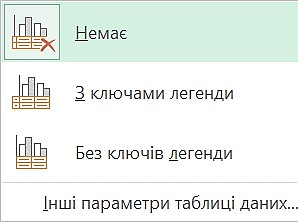 Немає
З ключами легенди
Без ключів легенди
Інші параметри таблиці даних...